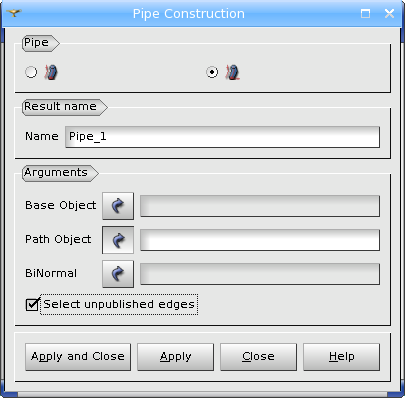 Pipe Construction
Pipe
Result name
Name Pipe_1
Arguments
Base Object
Path Object
BiNormal
Select unpublished edges
Apply and Close Apply Close Help